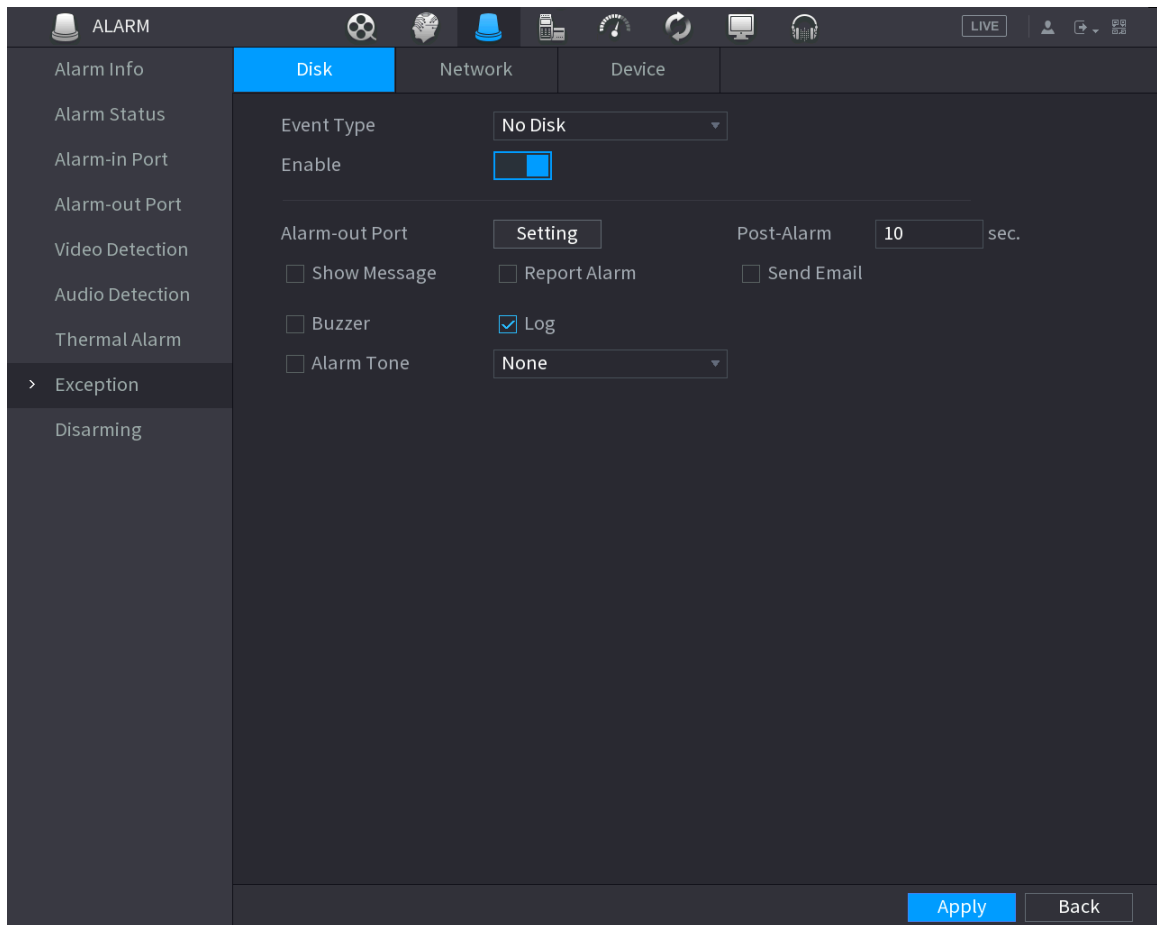 ALARM
LIVE
Alarm Info
Alarm Status
Alarm-in Port
Alarm-out Port
Video Detection
Audio Detection
Thermal Alarm
Exception
Disarming
Disk Network Device
Event Type No Disk
Enable
Alarm-out Port Setting Post-Alarm 10 sec.
Show Message Report Alarm Send Email
Buzzer Log
Alarm Tone None
Apply Back